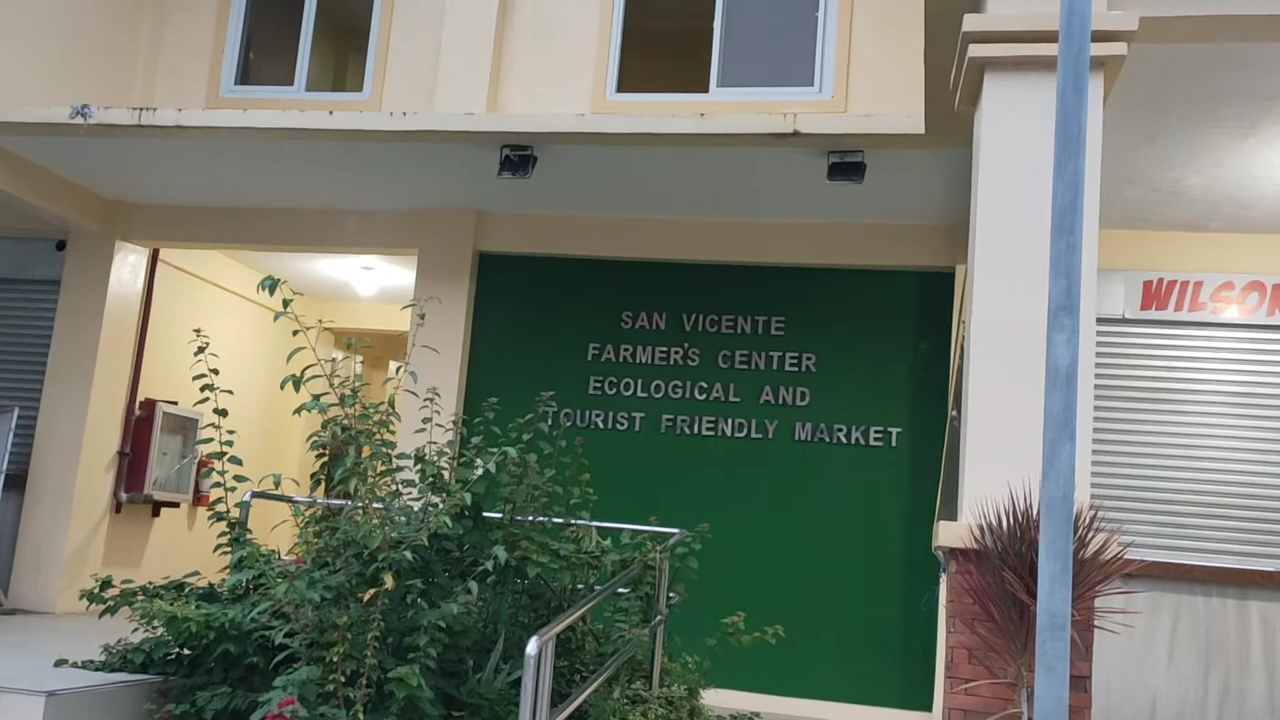 SAN VICENTE
FARMER'S CENTER
ECOLOGICAL AND
TOURIST FRIENDLY MARKET
WILSON